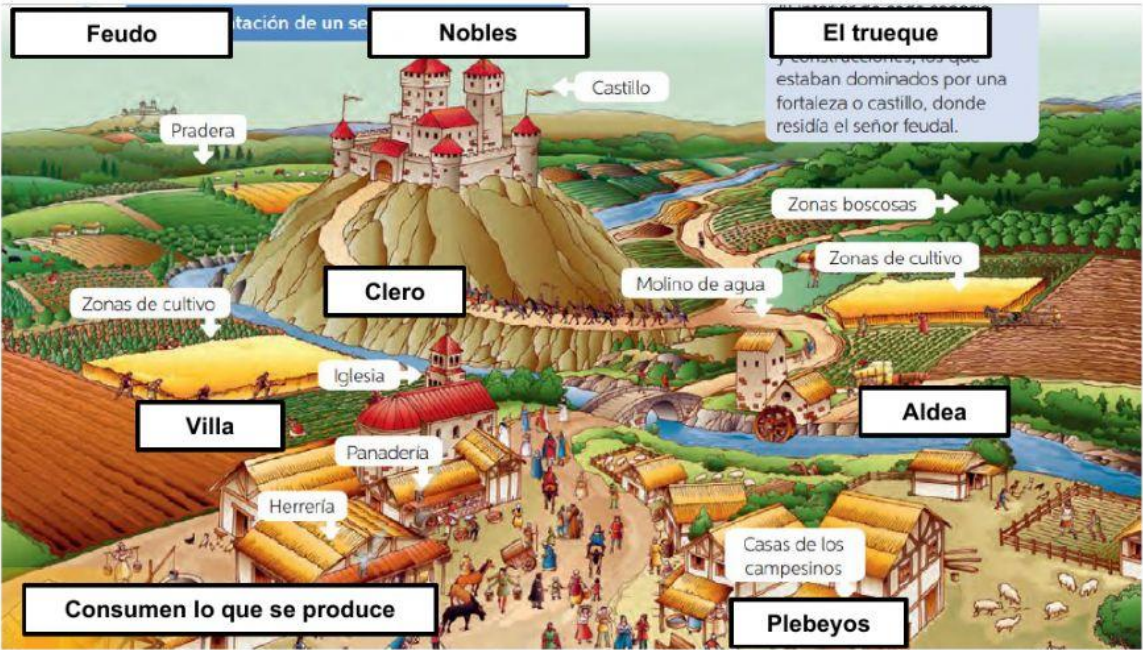 Feudo
tación de un se
Nobles
El trueque
y construcciones, los que
estaban dominados por una
fortaleza o castillo, donde
residía el señor feudal.
Castillo
Pradera
Zonas boscosas
Zonas de cultivo
Molino de agua
Clero
Zonas de cultivo
Iglesia
Villa
Aldea
Panadería
Herrería
Casas de los
campesinos
Consumen lo que se produce
Plebeyos